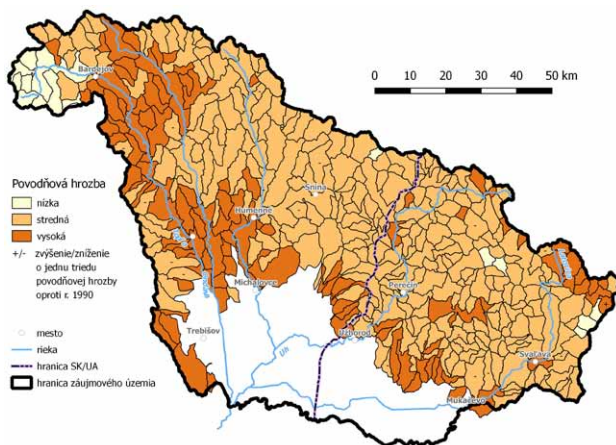 Bardejov
0 10 20 30 40 50 km
Povodňová hrozba
nízka
stredná
vysoká
+/- zvýšenie/zníženie
o jednu triedu
povodňovej hrozby
oproti r. 1990
mesto
rieka
hranica SK/UA
hranica záujmového územia
Snina
Humenné
Michalovce
Perečín
Trebišov
Uh
Užhorod
Svaľava
Mukačevo